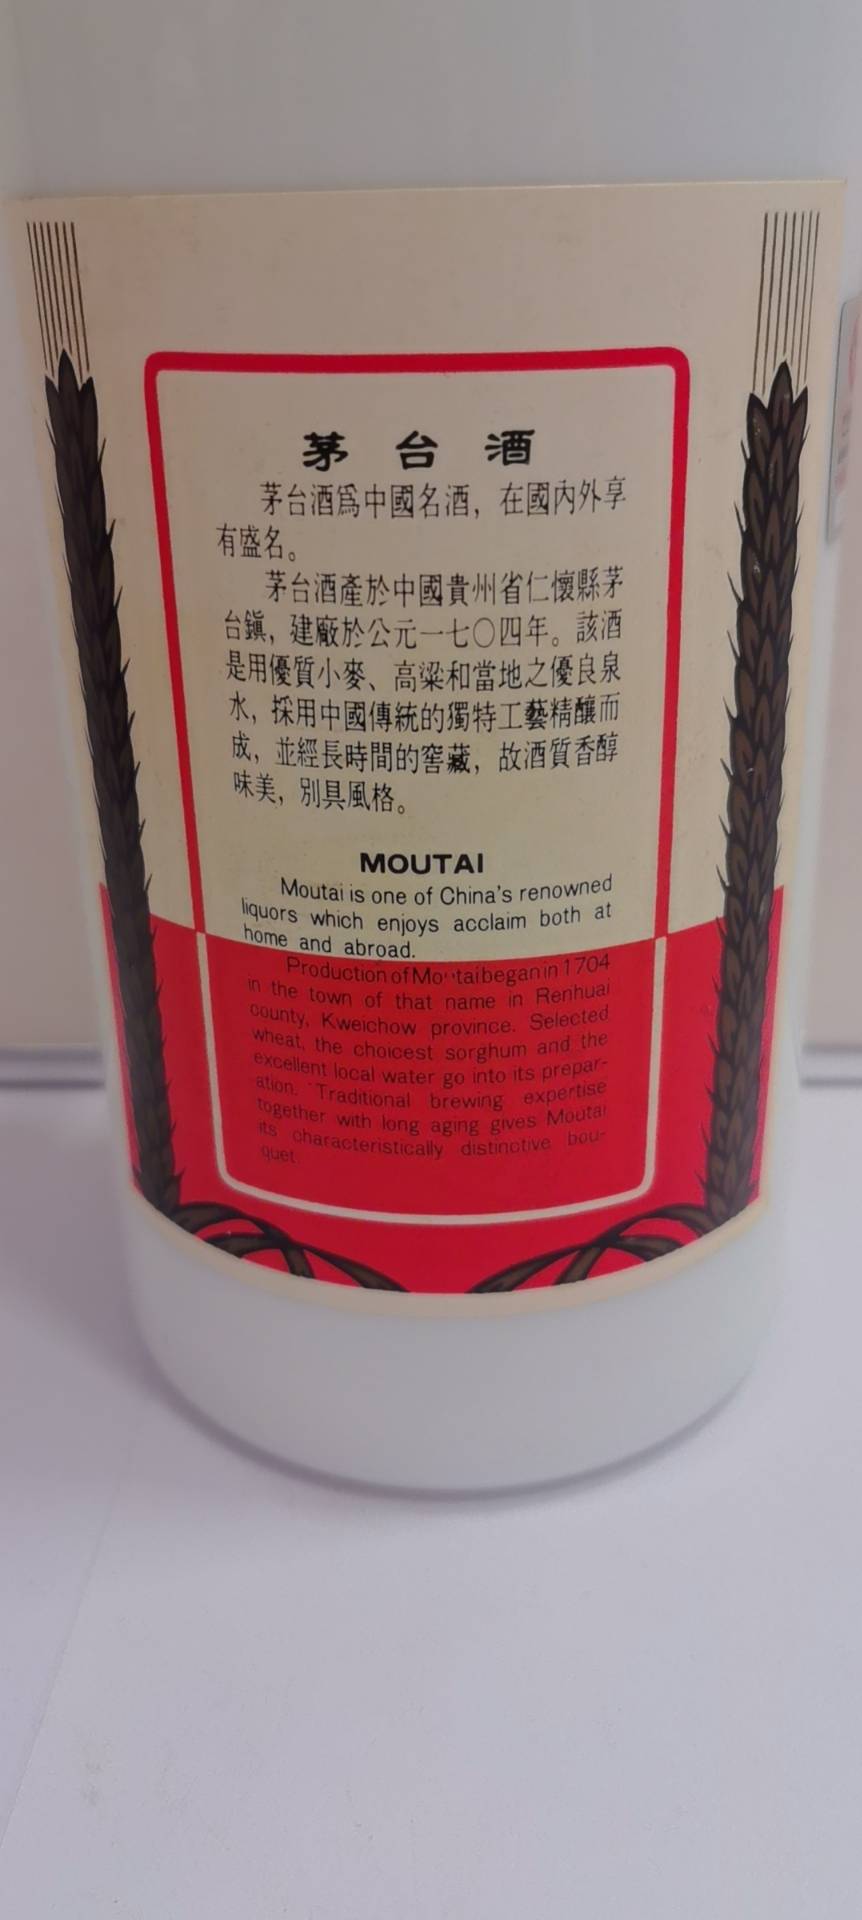 茅台酒
茅台酒爲中國名酒，在國內外享
有盛名。
茅台酒產於中國貴州省仁懷縣茅
台鎮，建廠於公元一七〇四年。該酒
是用優質小麥、高粱和當地之優良泉
水，採用中國傳統的獨特工藝精釀而
成，並經長時間的窖藏，故酒質香醇
味美，別具風格。
MOUTAI
Moutai is one of China's renowned
liquors which enjoys acclaim both at
home and abroad.
Production of Moutai began in 1704
in the town of that name in Renhuai
county, Kweichow province. Selected
wheat, the choicest sorghum and the
excellent local water go into its prepar-
ation. Traditional brewing expertise
together with long aging gives Moutai
its characteristically distinctive bou-
quet.